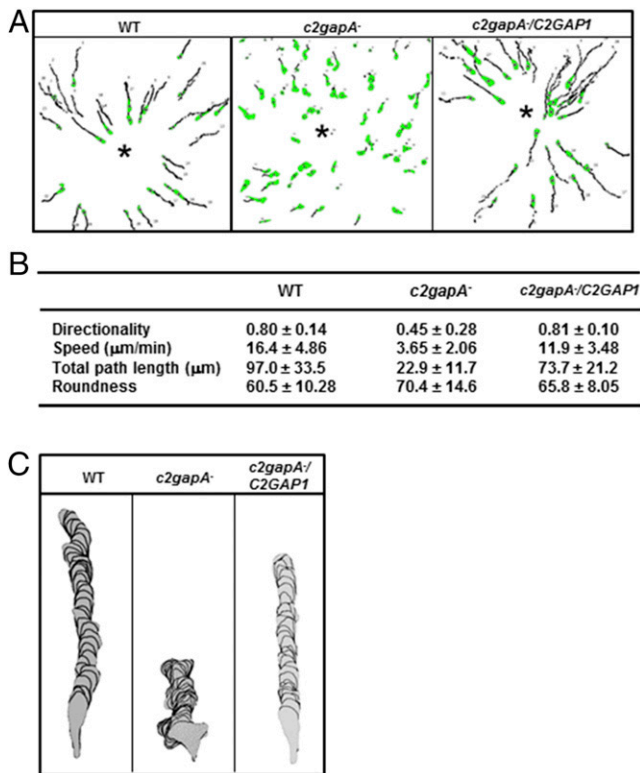 A
WT
c2gapA-
c2gapA-/C2GAP1
*
*
*
B
WT
c2gapA-
c2gapA-/C2GAP1
Directionality 0.80 ± 0.14 0.45 ± 0.28 0.81 ± 0.10
Speed (μm/min) 16.4 ± 4.86 3.65 ± 2.06 11.9 ± 3.48
Total path length (μm) 97.0 ± 33.5 22.9 ± 11.7 73.7 ± 21.2
Roundness 60.5 ± 10.28 70.4 ± 14.6 65.8 ± 8.05
C
WT
c2gapA-
c2gapA-/
C2GAP1